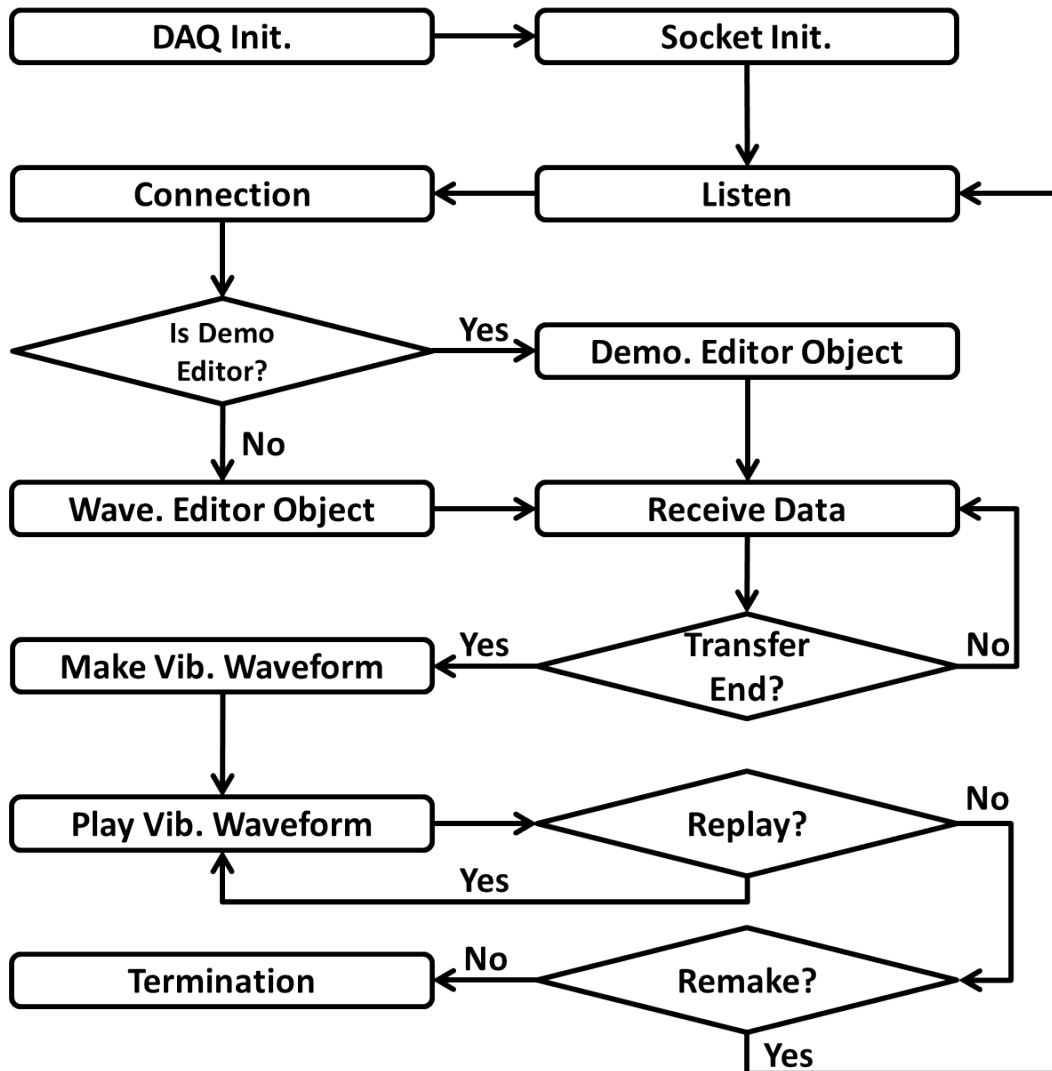 DAQ Init.
Socket Init.
Connection
Listen
Is Demo
Editor?
Yes
Demo. Editor Object
No
Wave. Editor Object
Receive Data
Make Vib. Waveform
Yes
Transfer
End?
No
Play Vib. Waveform
Replay?
No
Yes
Termination
No
Remake?
Yes